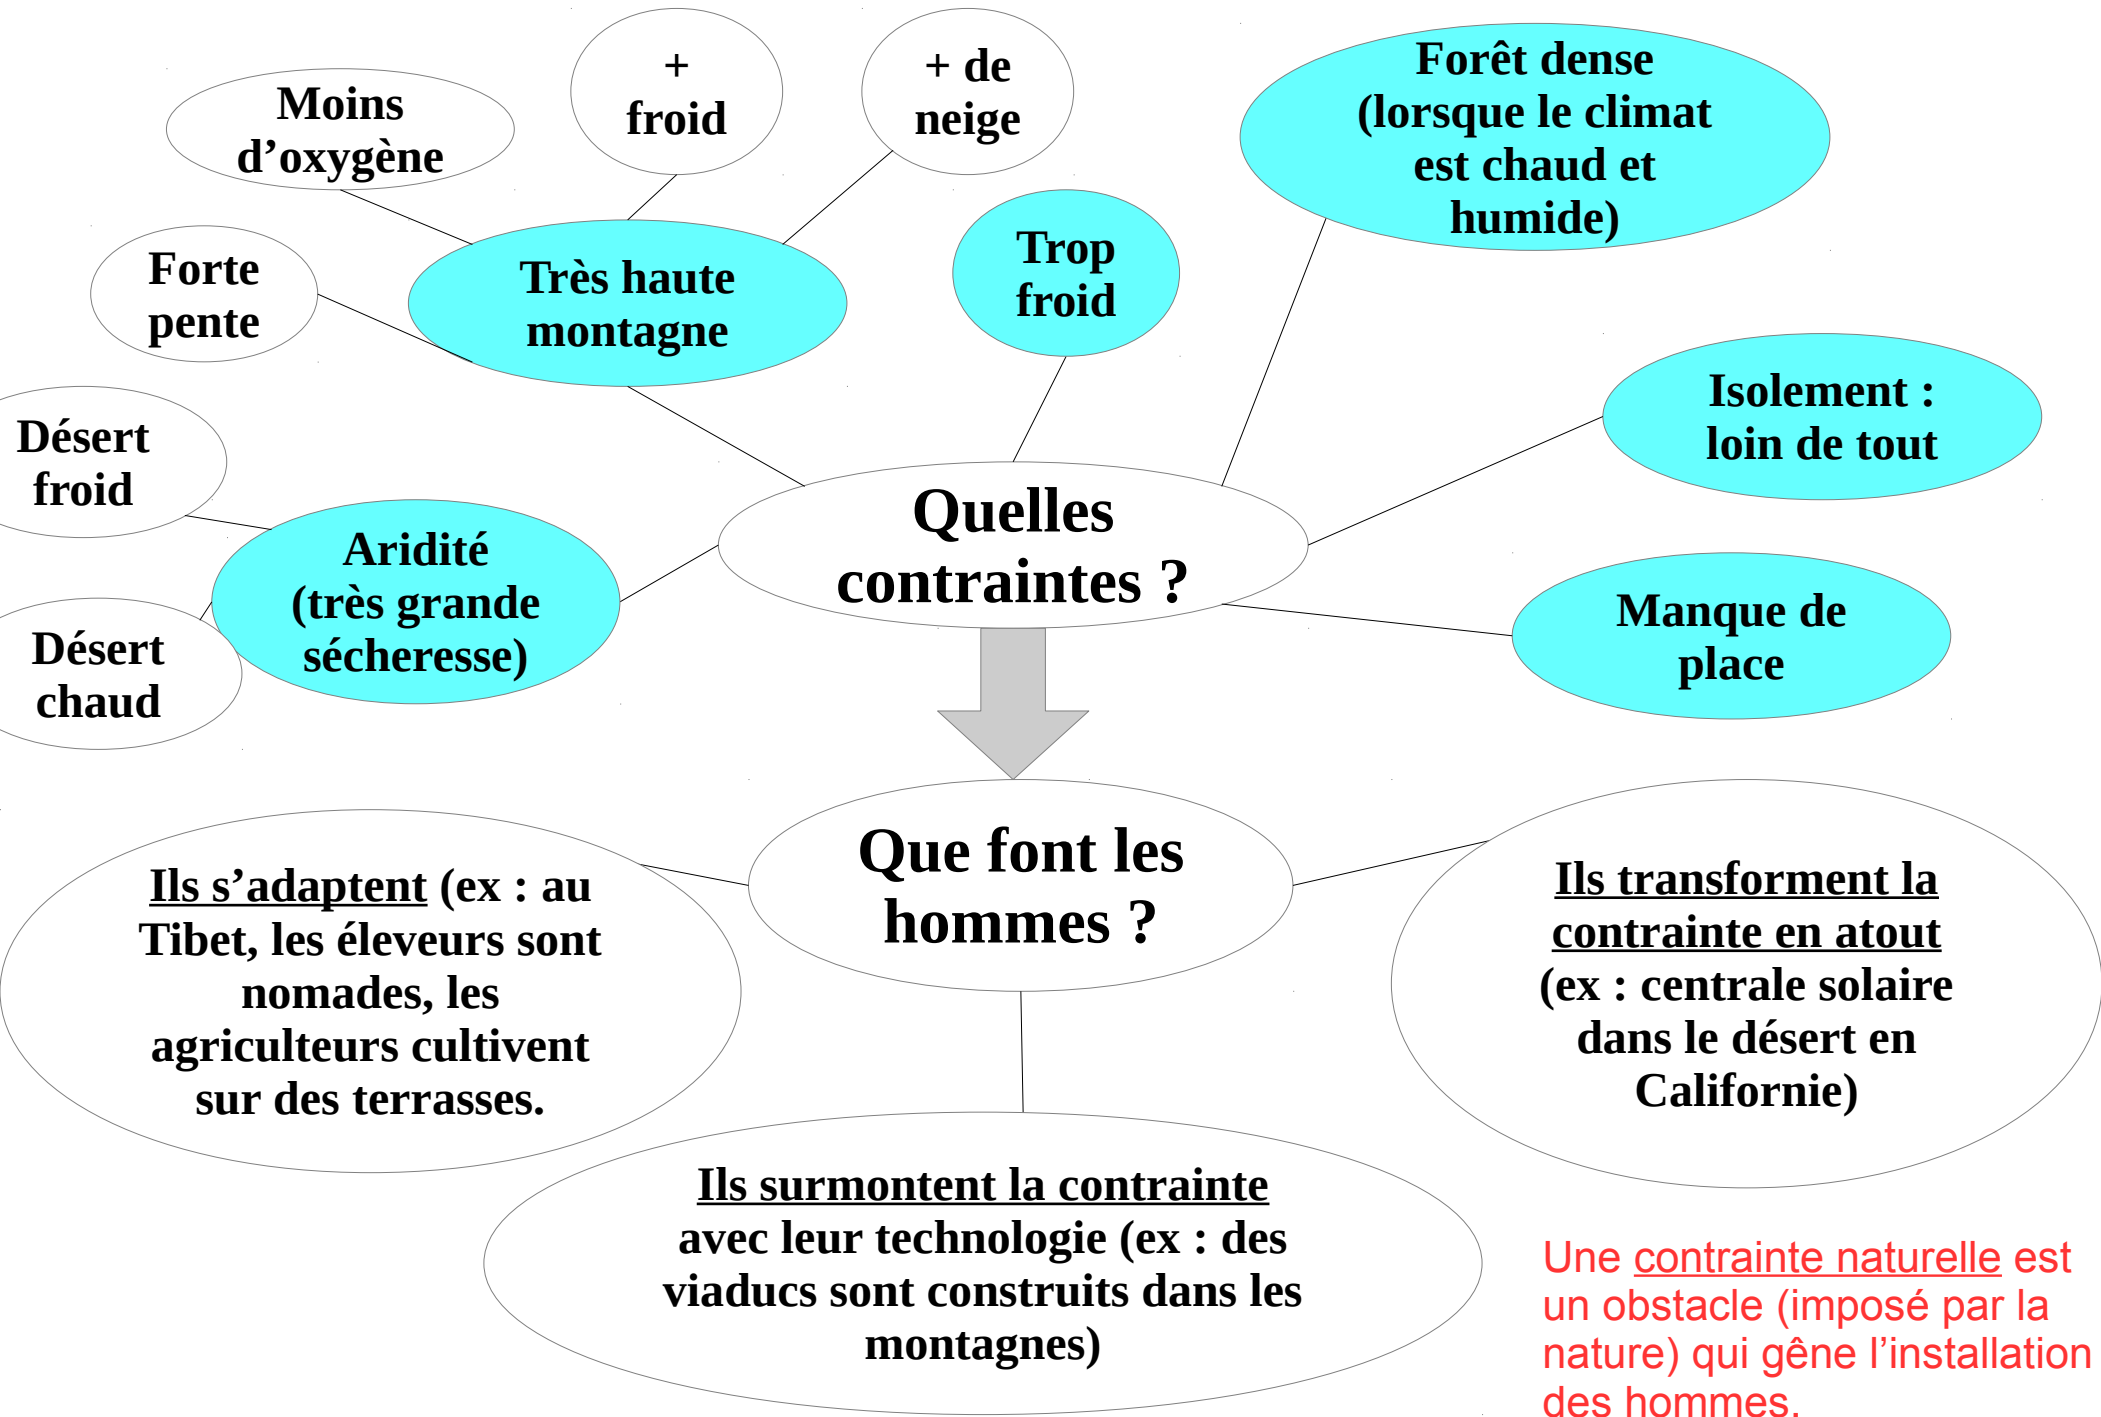 +
froid
+ de
neige
Forêt dense
(lorsque le climat
est chaud et
humide)
Moins
d’oxygène
Trop
froid
Forte
pente
Très haute
montagne
Isolement :
loin de tout
Désert
froid
Quelles
contraintes ?
Aridité
(très grande
sécheresse)
Manque de
place
Désert
chaud
Que font les
hommes ?
Ils s’adaptent (ex : au
Tibet, les éleveurs sont
nomades, les
agriculteurs cultivent
sur des terrasses.
Ils transforment la
contrainte en atout
(ex : centrale solaire
dans le désert en
Californie)
Ils surmontent la contrainte
avec leur technologie (ex : des
viaducs sont construits dans les
montagnes)
Une contrainte naturelle est
un obstacle (imposé par la
nature) qui gêne l’installation
des hommes.